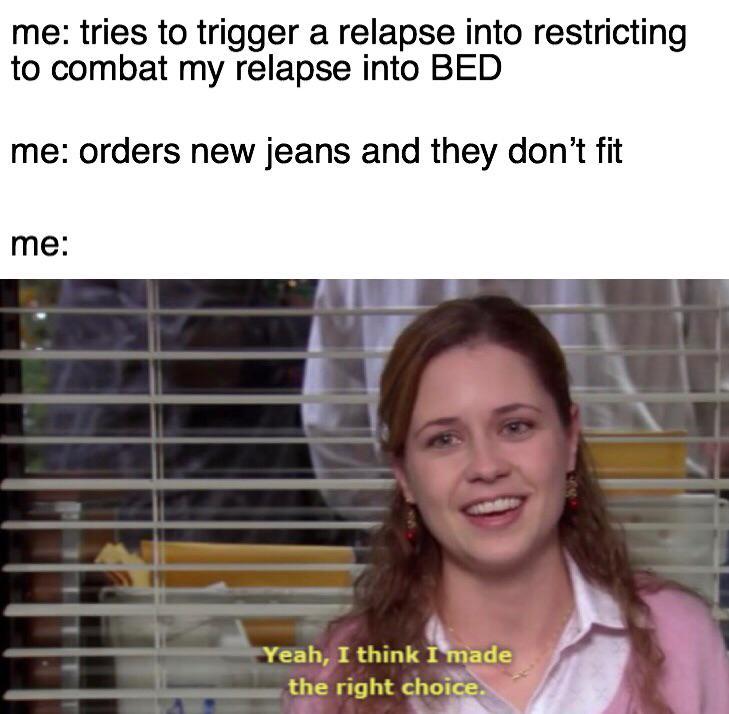 me: tries to trigger a relapse into restricting
to combat my relapse into BED
me: orders new jeans and they don’t fit
me:
Yeah, I think I made
the right choice.